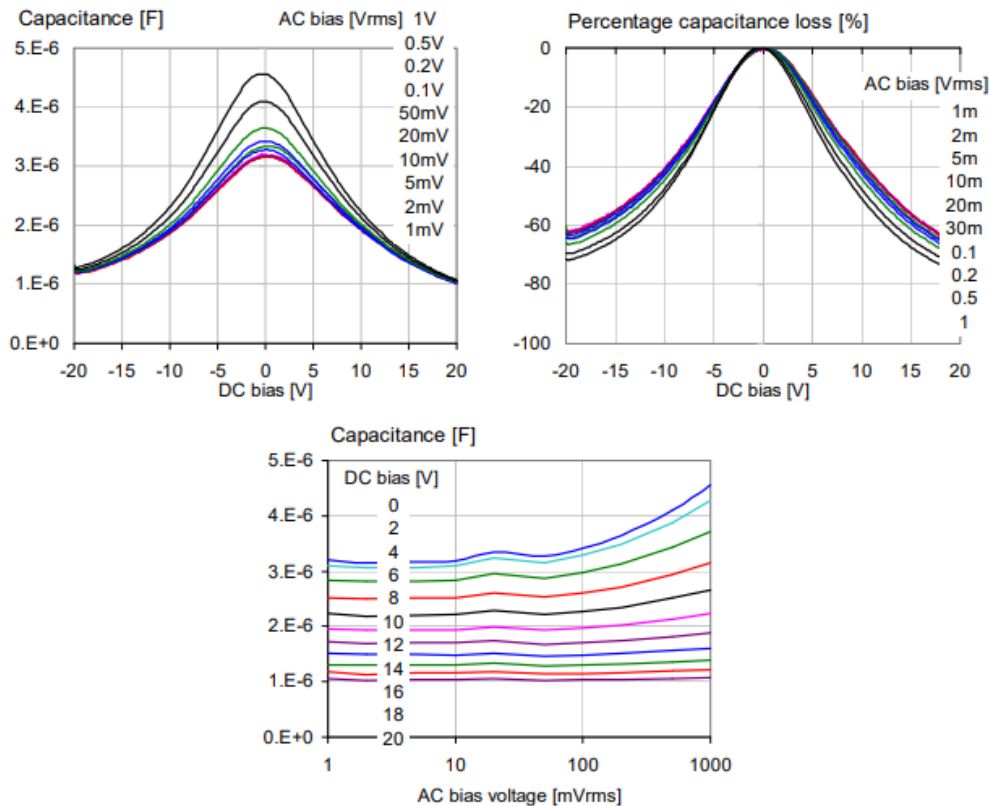 Capacitance [F]
AC bias [Vrms] 1V
0.5V
0.2V
0.1V
50mV
20mV
10mV
5mV
2mV
1mV
5.E-6
4.E-6
3.E-6
2.E-6
1.E-6
0.E+0
-20 -15 -10 -5 0 5 10 15 20
DC bias [V]
Percentage capacitance loss [%]
AC bias [Vrms]
1m
2m
5m
10m
20m
30m
0.1
0.2
0.5
1
0
-20
-40
-60
-80
-100
-20 -15 -10 -5 0 5 10 15 20
DC bias [V]
Capacitance [F]
DC bias [V]
0
2
4
6
8
10
12
14
16
18
20
5.E-6
4.E-6
3.E-6
2.E-6
1.E-6
0.E+0
1 10 100 1000
AC bias voltage [mVrms]